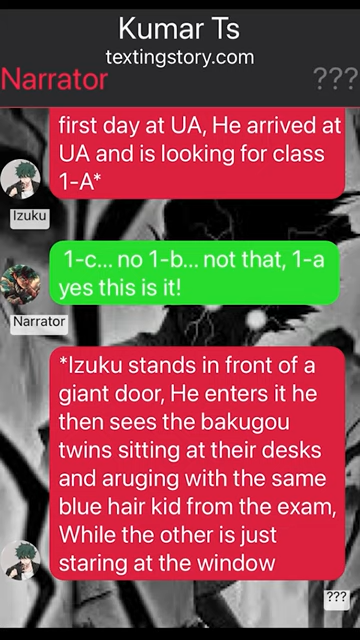 Kumar Ts
textingstory.com
Narrator
???
first day at UA, He arrived at
UA and is looking for class
1-A*
Izuku
1-c... no 1-b... not that, 1-a
yes this is it!
Narrator
*Izuku stands in front of a
giant door, He enters it he
then sees the bakugou
twins sitting at their desks
and aruging with the same
blue hair kid from the exam,
While the other is just
staring at the window
???